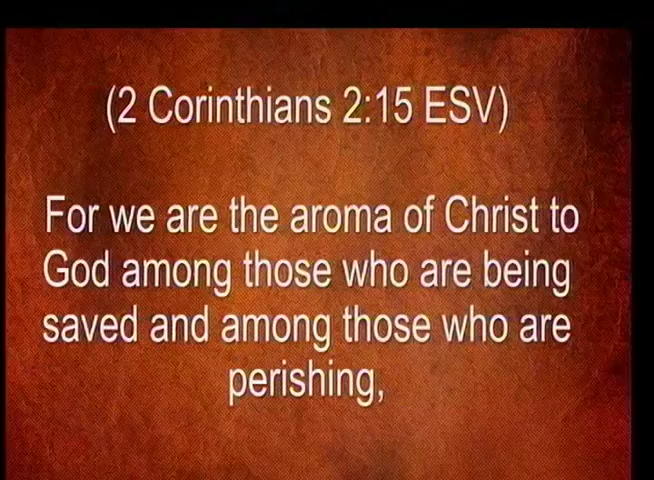 (2 Corinthians 2:15 ESV)
For we are the aroma of Christ to
God among those who are being
saved and among those who are
perishing,